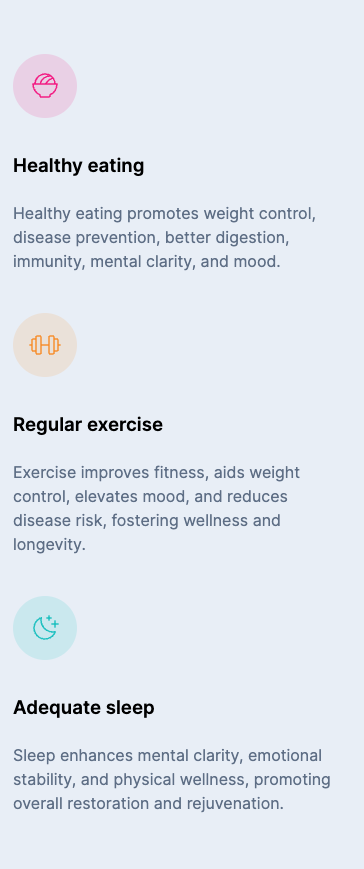 Healthy eating
Healthy eating promotes weight control,
disease prevention, better digestion,
immunity, mental clarity, and mood.
Regular exercise
Exercise improves fitness, aids weight
control, elevates mood, and reduces
disease risk, fostering wellness and
longevity.
Adequate sleep
Sleep enhances mental clarity, emotional
stability, and physical wellness, promoting
overall restoration and rejuvenation.